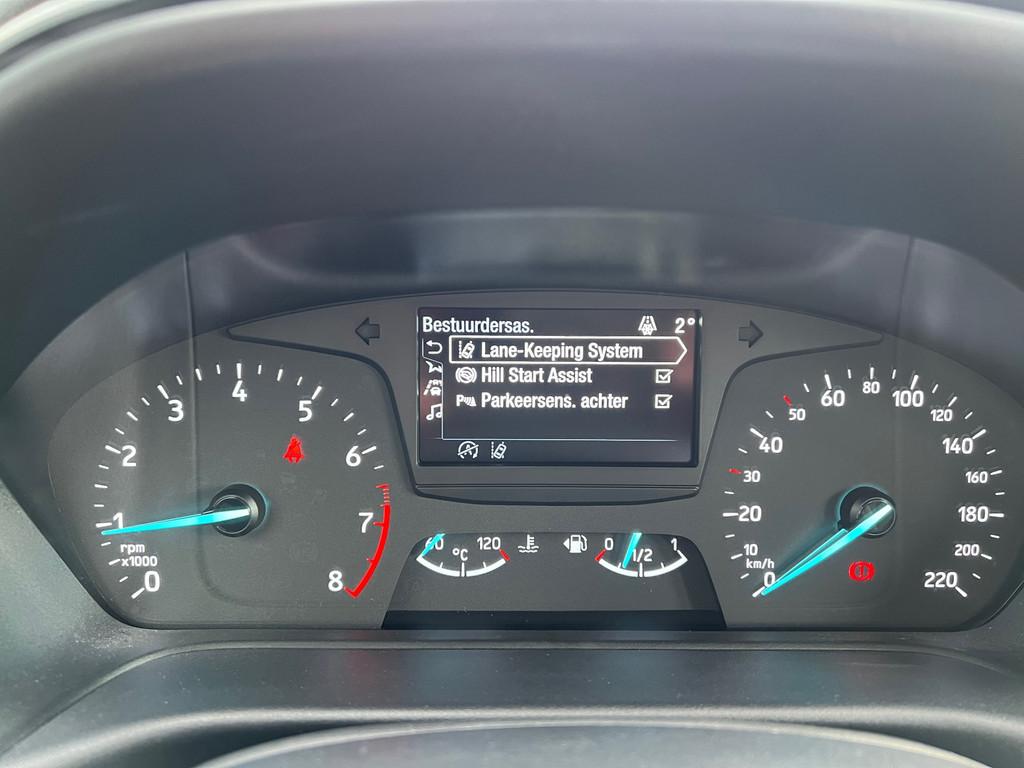 Bestuurdersas. 2°
Lane-Keeping System
Hill Start Assist
Parkeersens. achter
0 1 2 3 4 5 6 7 8
rpm
x1000
60 120
°C
0 1/2 1
0 10 20 30 40 50 60 80 100 120 140 160 180 200 220
km/h